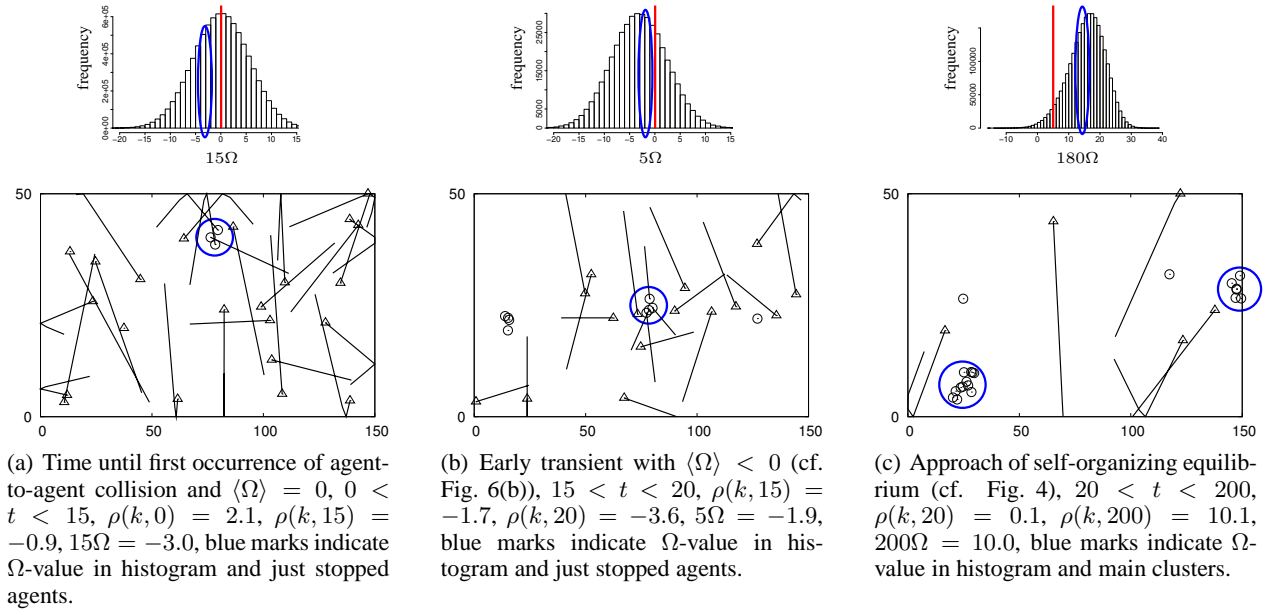 frequency
0e+00 2e+05 4e+05 6e+05
−20 −15 −10 −5 0 5 10 15
15Ω
50
0
0 50 100 150
(a) Time until first occurrence of agent-
to-agent collision and ⟨Ω⟩ = 0, 0 <
t < 15, ρ(k, 0) = 2.1, ρ(k, 15) =
−0.9, 15Ω = −3.0, blue marks indicate
Ω-value in histogram and just stopped
agents.
frequency
0 5000 15000 25000
−20 −15 −10 −5 0 5 10 15
5Ω
50
0
0 50 100 150
(b) Early transient with ⟨Ω⟩ < 0 (cf.
Fig. 6(b)), 15 < t < 20, ρ(k, 15) =
−1.7, ρ(k, 20) = −3.6, 5Ω = −1.9,
blue marks indicate Ω-value in his-
togram and just stopped agents.
frequency
0 50000 100000
−10 0 10 20 30 40
180Ω
50
0
0 50 100 150
(c) Approach of self-organizing equilib-
rium (cf. Fig. 4), 20 < t < 200,
ρ(k, 20) = 0.1, ρ(k, 200) = 10.1,
200Ω = 10.0, blue marks indicate Ω-
value in histogram and main clusters.